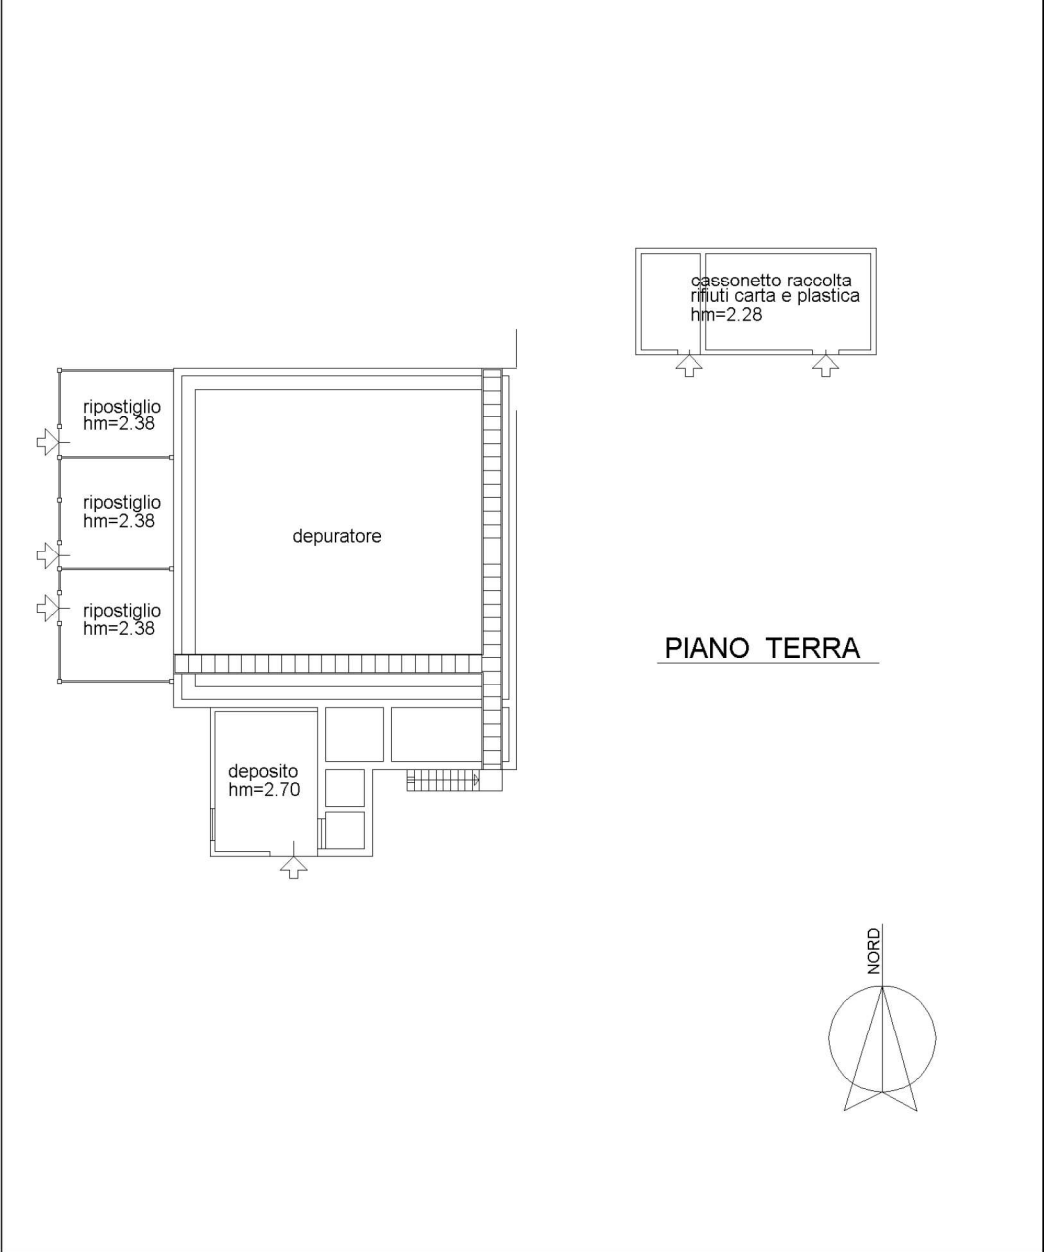 cassonetto raccolta
rifiuti carta e plastica
hm=2.28
ripostiglio
hm=2.38
ripostiglio
hm=2.38
depuratore
ripostiglio
hm=2.38
PIANO TERRA
deposito
hm=2.70
NORD